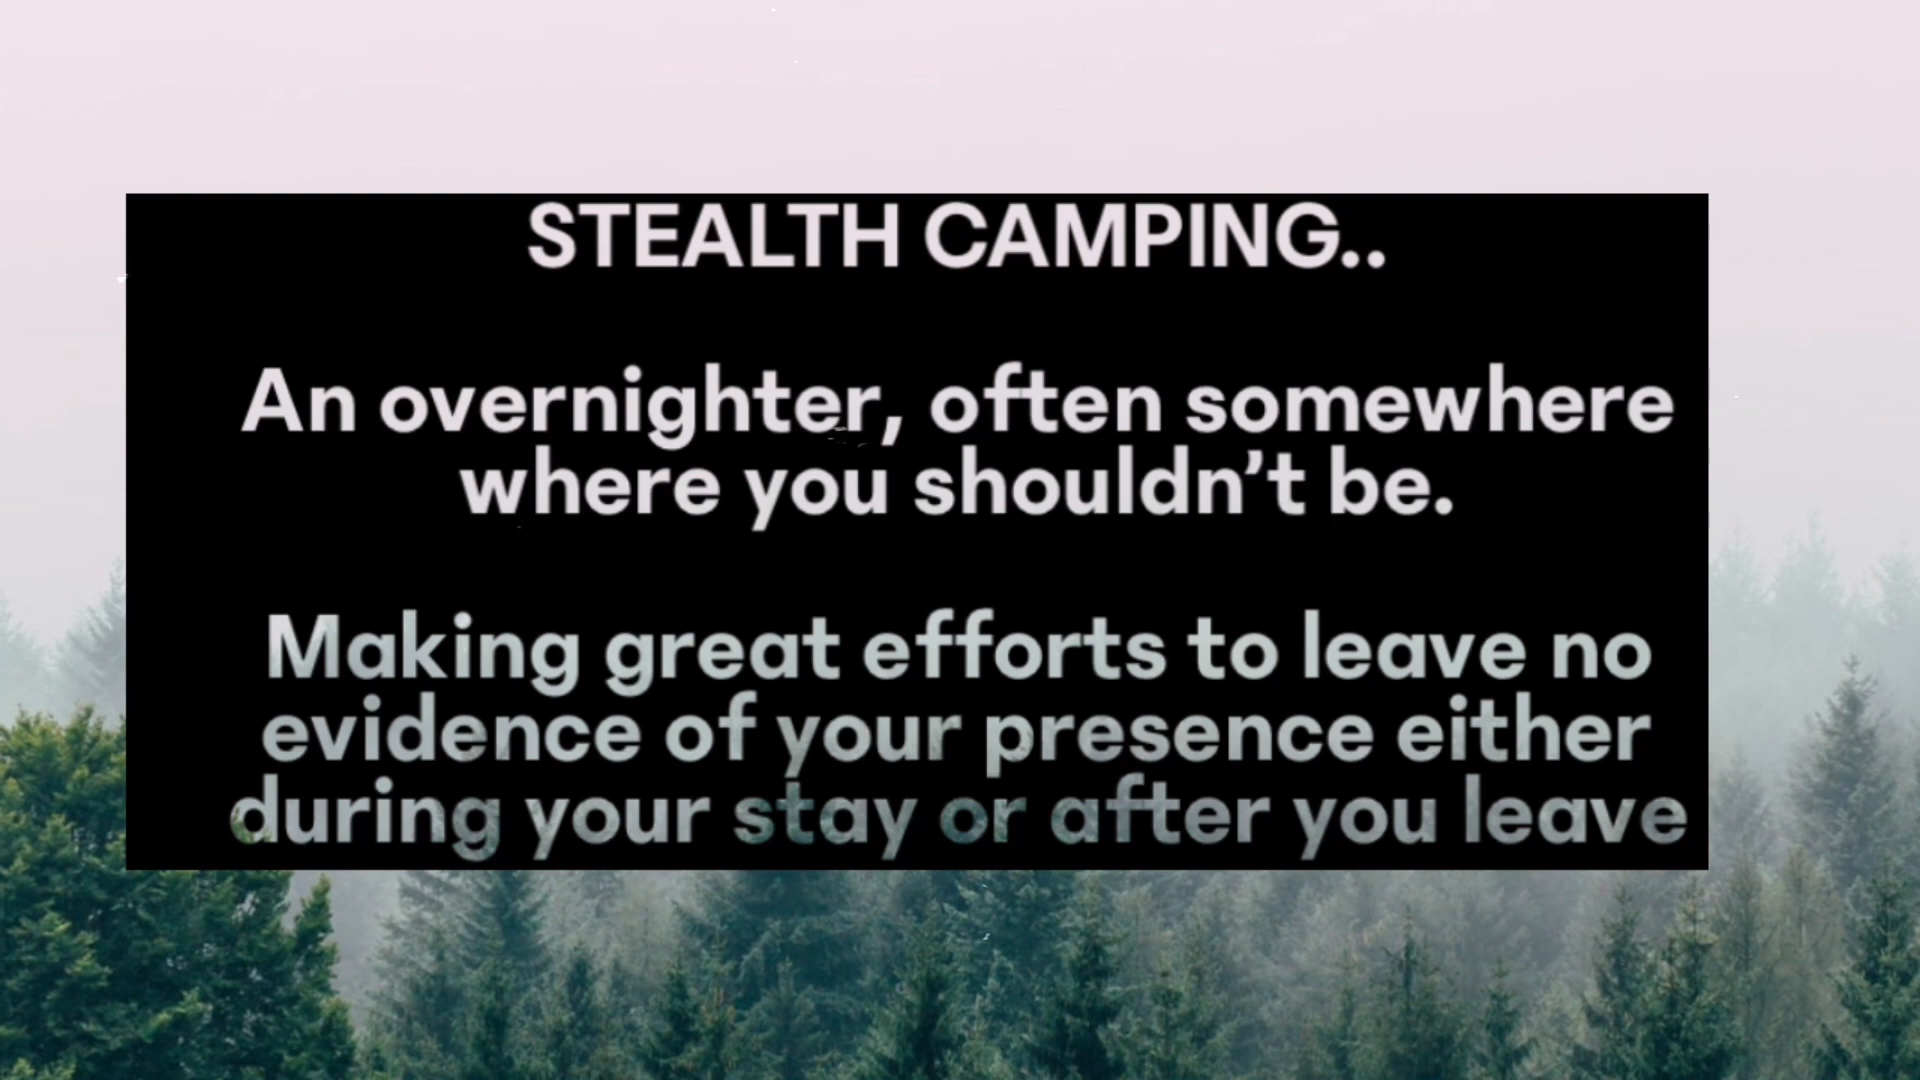 STEALTH CAMPING..
An overnighter, often somewhere
where you shouldn’t be.
Making great efforts to leave no
evidence of your presence either
during your stay or after you leave